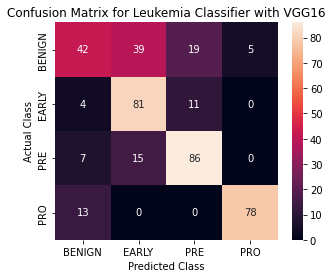 Confusion Matrix for Leukemia Classifier with VGG16
Actual Class
BENIGN 42 39 19 5
EARLY 4 81 11 0
PRE 7 15 86 0
PRO 13 0 0 78
BENIGN EARLY PRE PRO
Predicted Class
80
70
60
50
40
30
20
10
0